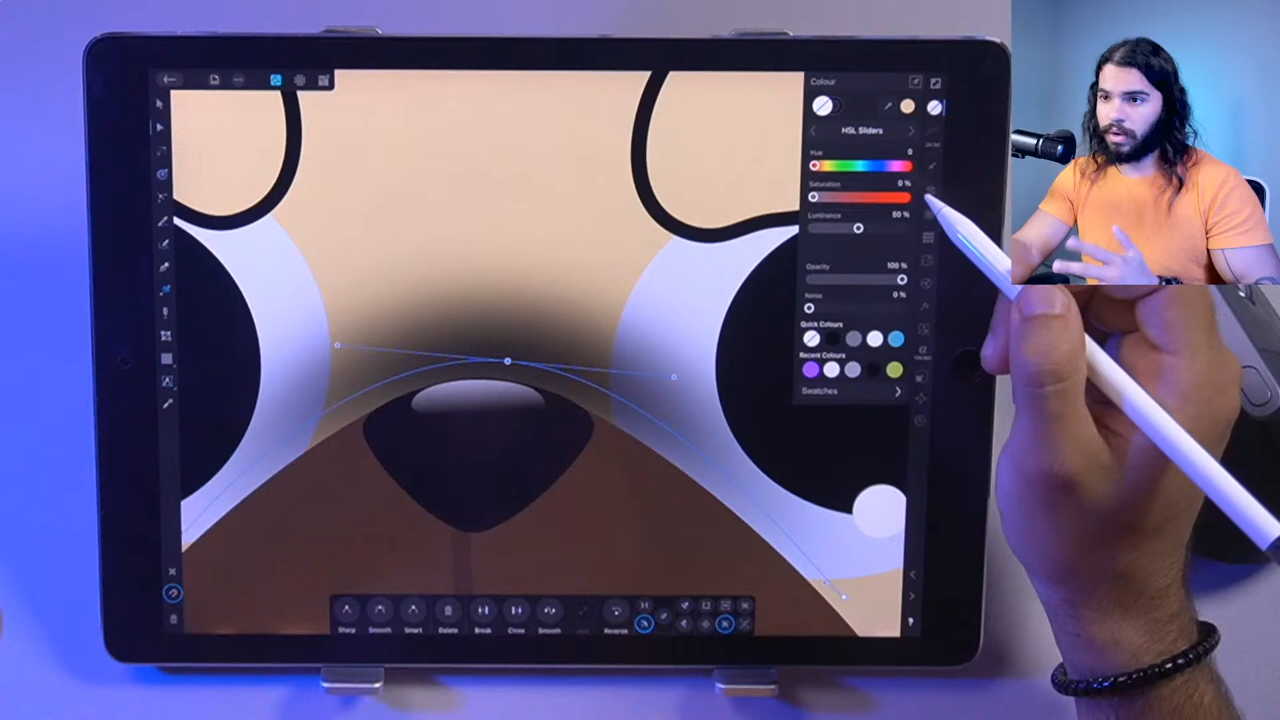 Colour
HSL Sliders
Hue
0
Saturation
0 %
Luminance
50 %
Opacity
100 %
Noise
0 %
Quick Colours
Recent Colours
Swatches
Sharp
Smooth
Smart
Delete
Break
Close
Smooth
Reverse
?